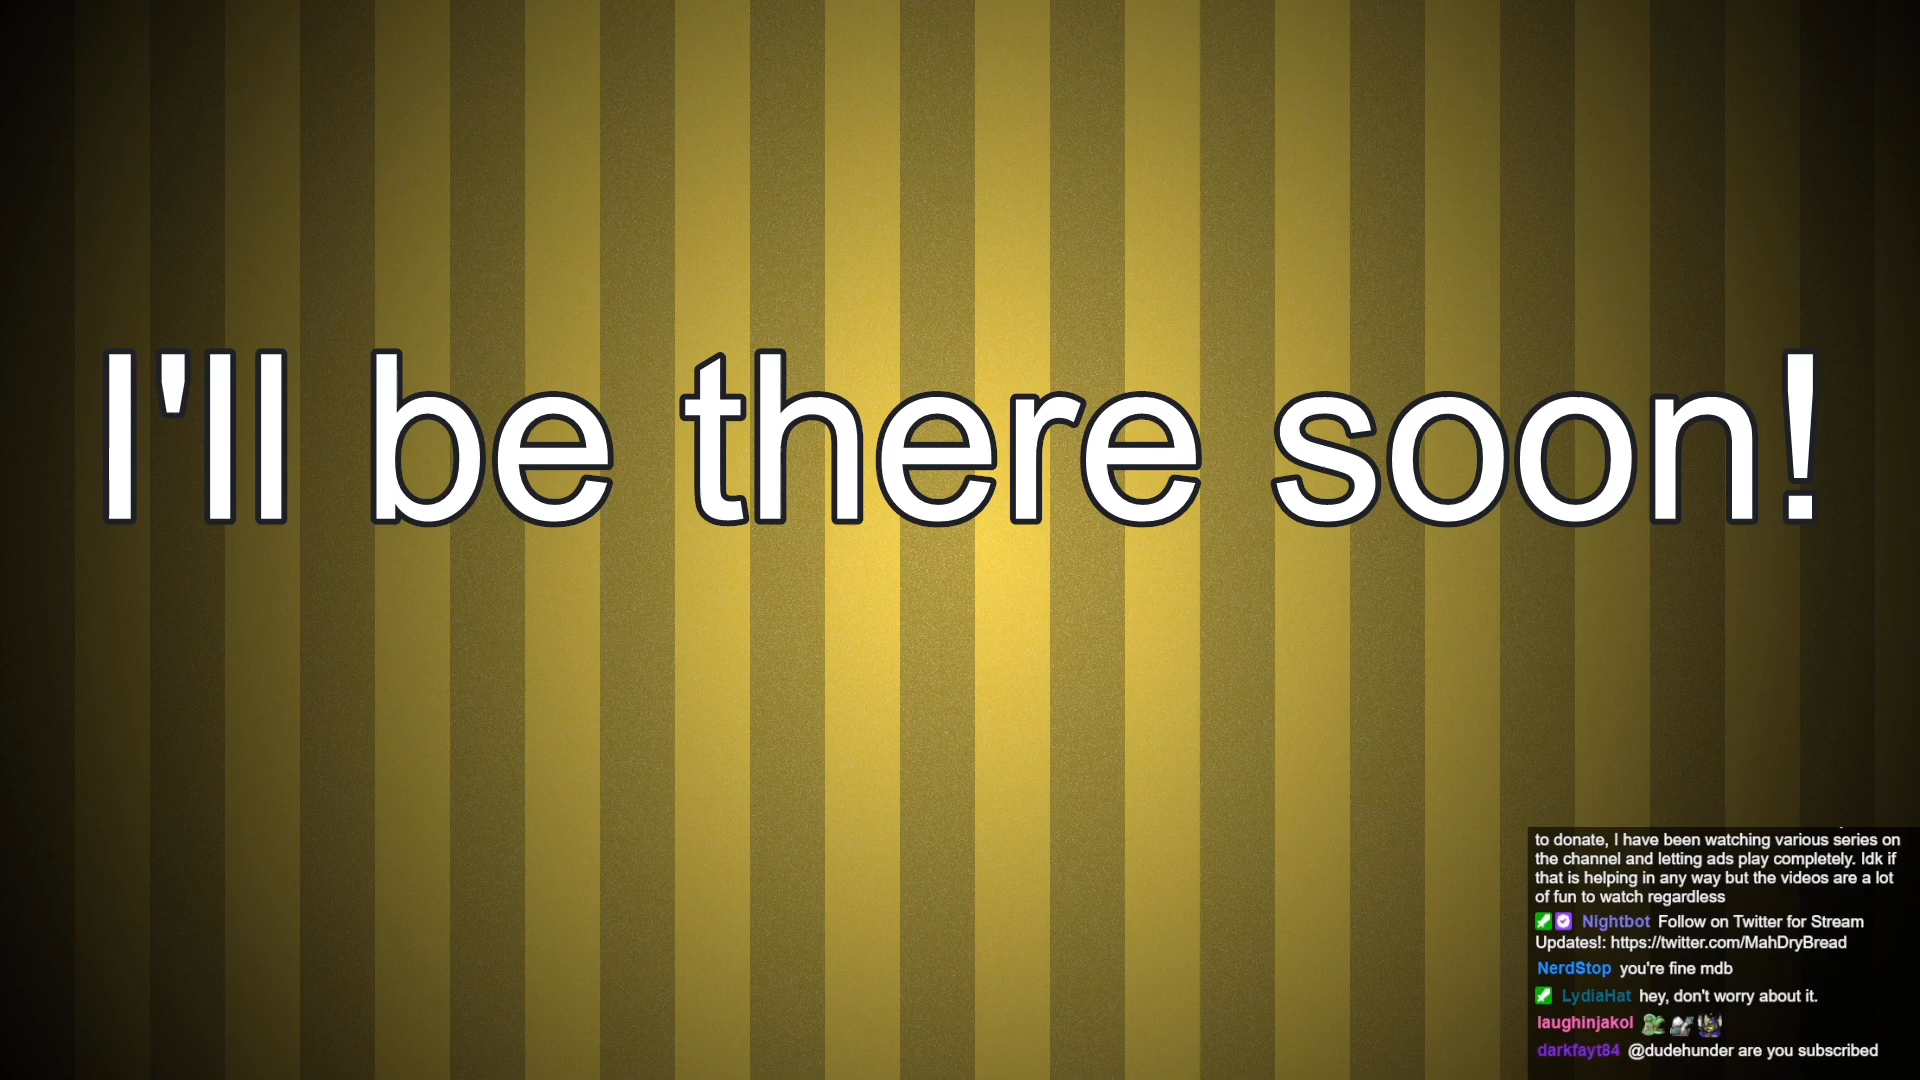 I'll be there soon!
to donate, I have been watching various series on
the channel and letting ads play completely. Idk if
that is helping in any way but the videos are a lot
of fun to watch regardless
Nightbot Follow on Twitter for Stream
Updates!: https://twitter.com/MahDryBread
NerdStop you're fine mdb
LydiaHat hey, don't worry about it.
laughinjakol
darkfayt84 @dudehunder are you subscribed